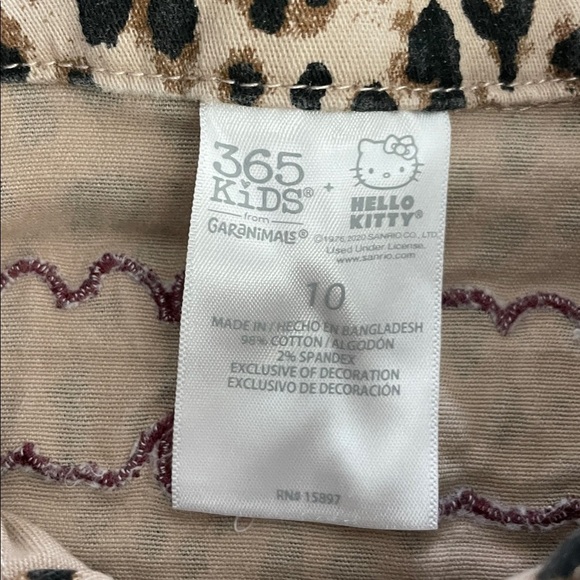 365
KiDS®
from
GARANIMALS®
+
HELLO
KITTY®
©1976, 2020 SANRIO CO., LTD.
Used Under License.
www.sanrio.com
10
MADE IN / HECHO EN BANGLADESH
98% COTTON / ALGODÓN
2% SPANDEX
EXCLUSIVE OF DECORATION
EXCLUSIVO DE DECORACIÓN
RN# 15897